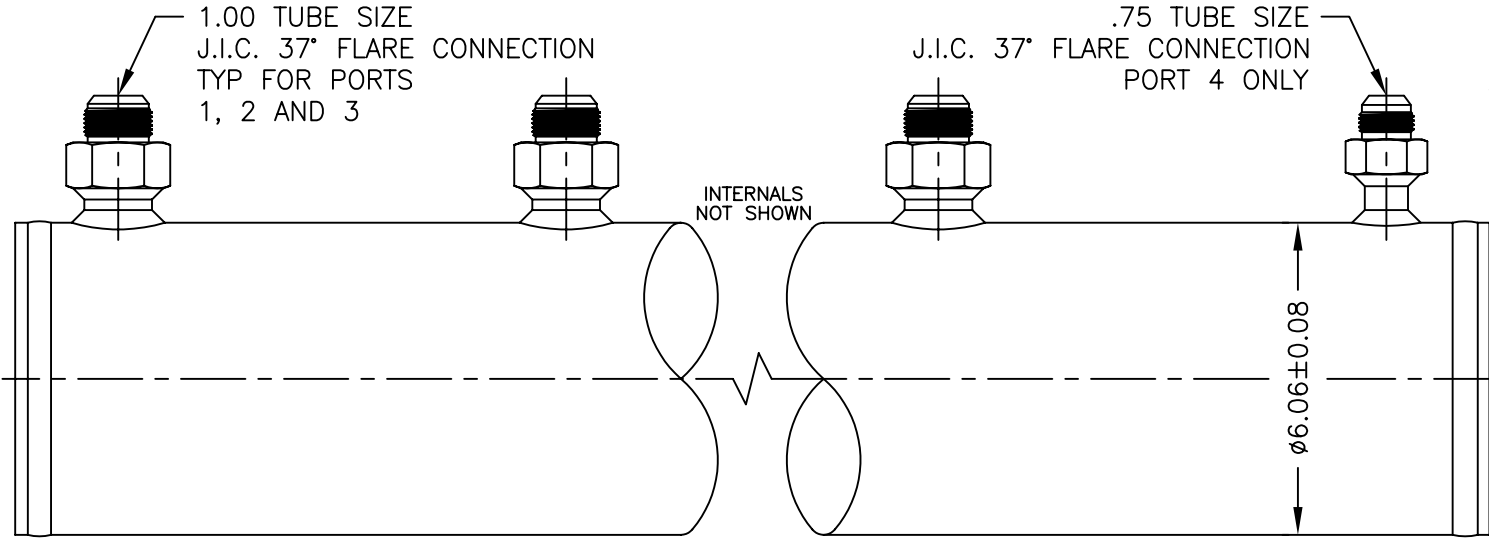 1.00 TUBE SIZE
J.I.C. 37° FLARE CONNECTION
TYP FOR PORTS
1, 2 AND 3
.75 TUBE SIZE
J.I.C. 37° FLARE CONNECTION
PORT 4 ONLY
INTERNALS
NOT SHOWN
ø6.06±0.08